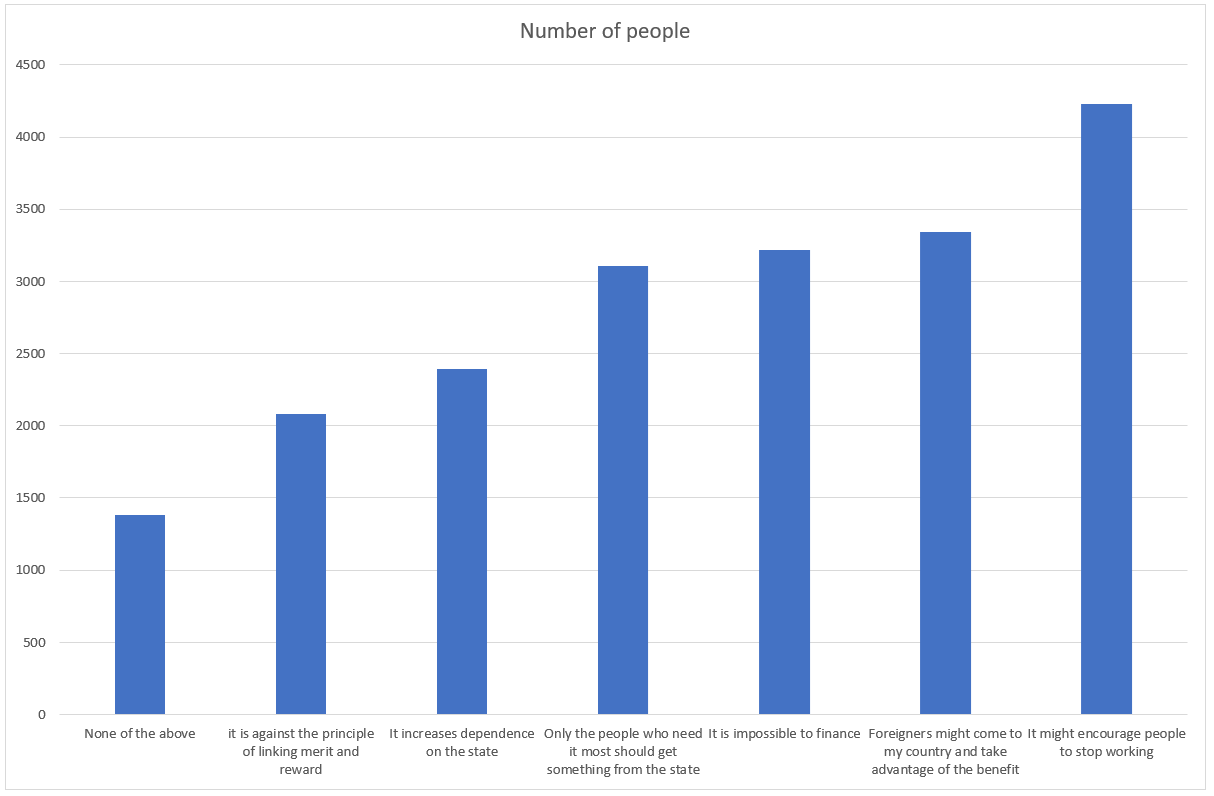 Number of people
4500
4000
3500
3000
2500
2000
1500
1000
500
0
None of the above
it is against the principle
of linking merit and
reward
It increases dependence
on the state
Only the people who need
it most should get
something from the state
It is impossible to finance
Foreigners might come to
my country and take
advantage of the benefit
It might encourage people
to stop working